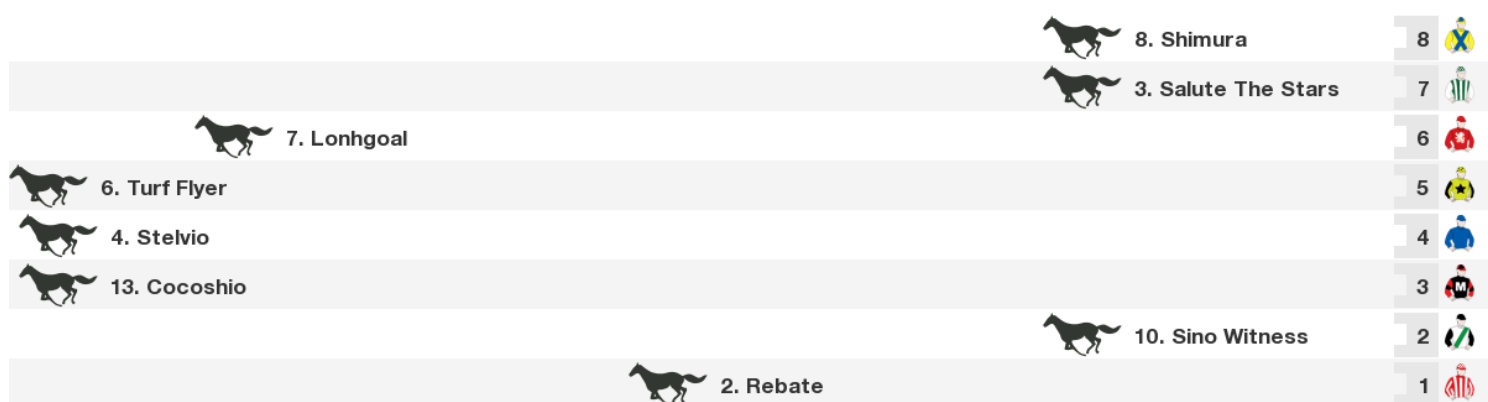 8. Shimura 8
3. Salute The Stars 7
7. Lonhgoal 6
6. Turf Flyer 5
4. Stelvio 4
13. Cocoshio 3
M
10. Sino Witness 2
2. Rebate 1